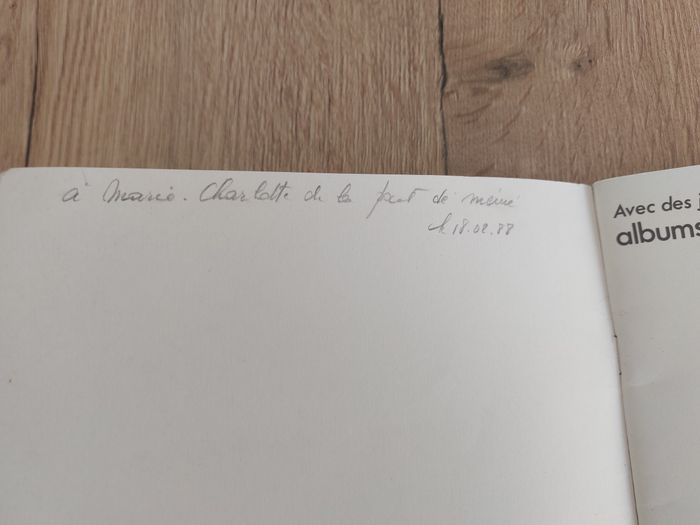 à Marie-Charlotte de la part de mémé
le 18.02.88
Avec des
albums